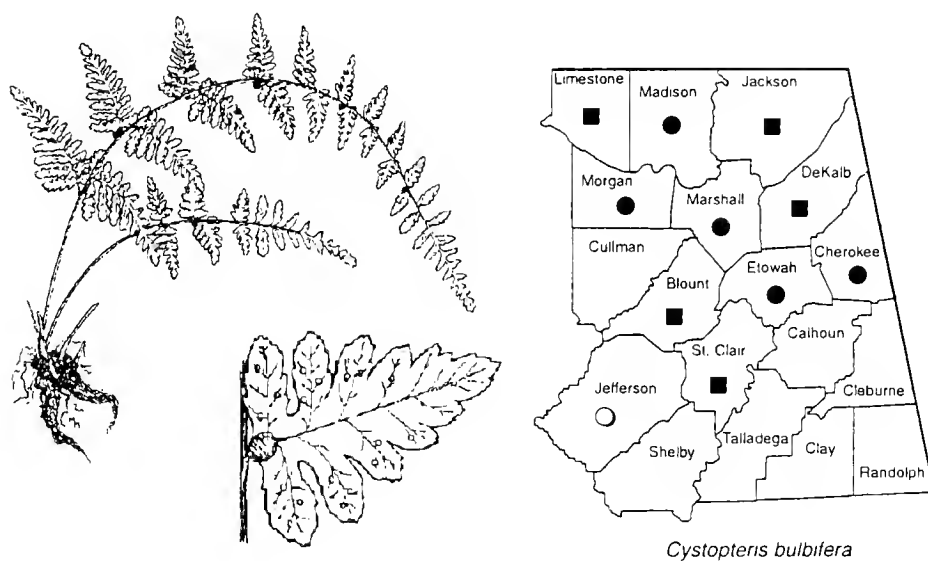 Limestone
Madison
Jackson
Morgan
Marshall
DeKalb
Cullman
Blount
Etowah
Cherokee
St. Clair
Calhoun
Jefferson
Cleburne
Shelby
Talladega
Clay
Randolph
Cystopteris bulbifera